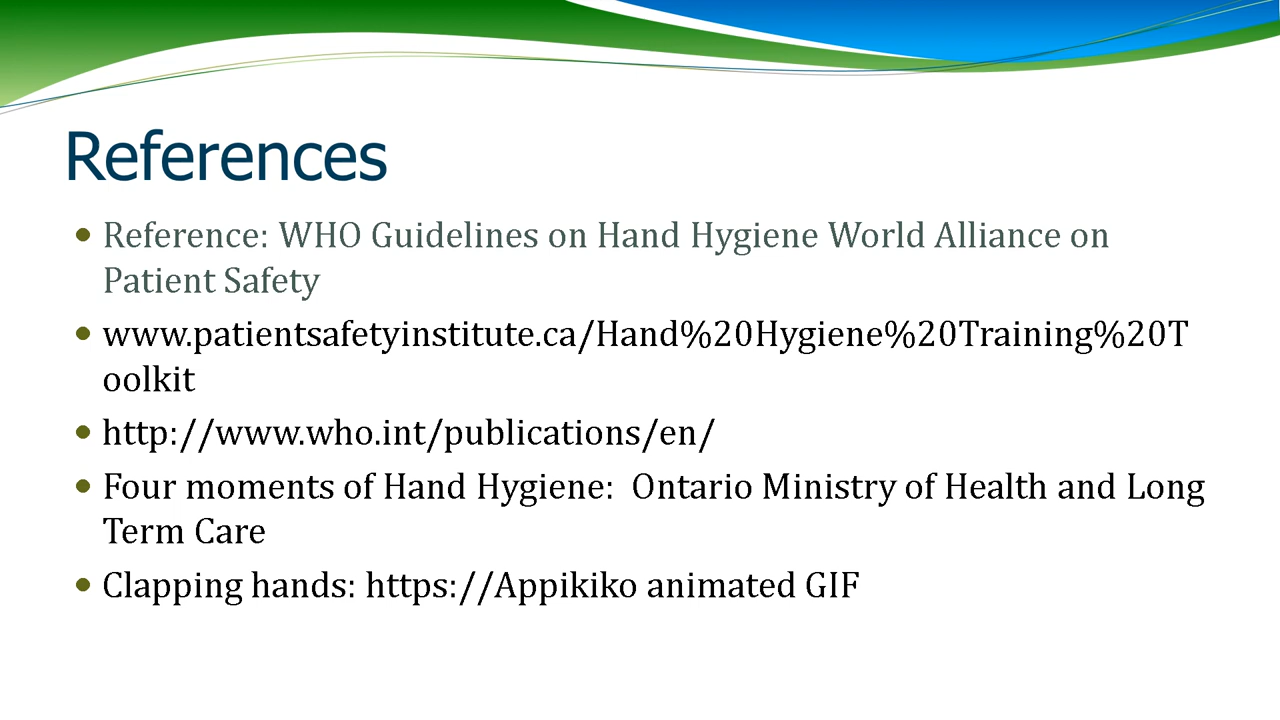 References
Reference: WHO Guidelines on Hand Hygiene World Alliance on
Patient Safety
www.patientsafetyinstitute.ca/Hand%20Hygiene%20Training%20T
oolkit
http://www.who.int/publications/en/
Four moments of Hand Hygiene:  Ontario Ministry of Health and Long
Term Care
Clapping hands: https://Appikiko animated GIF